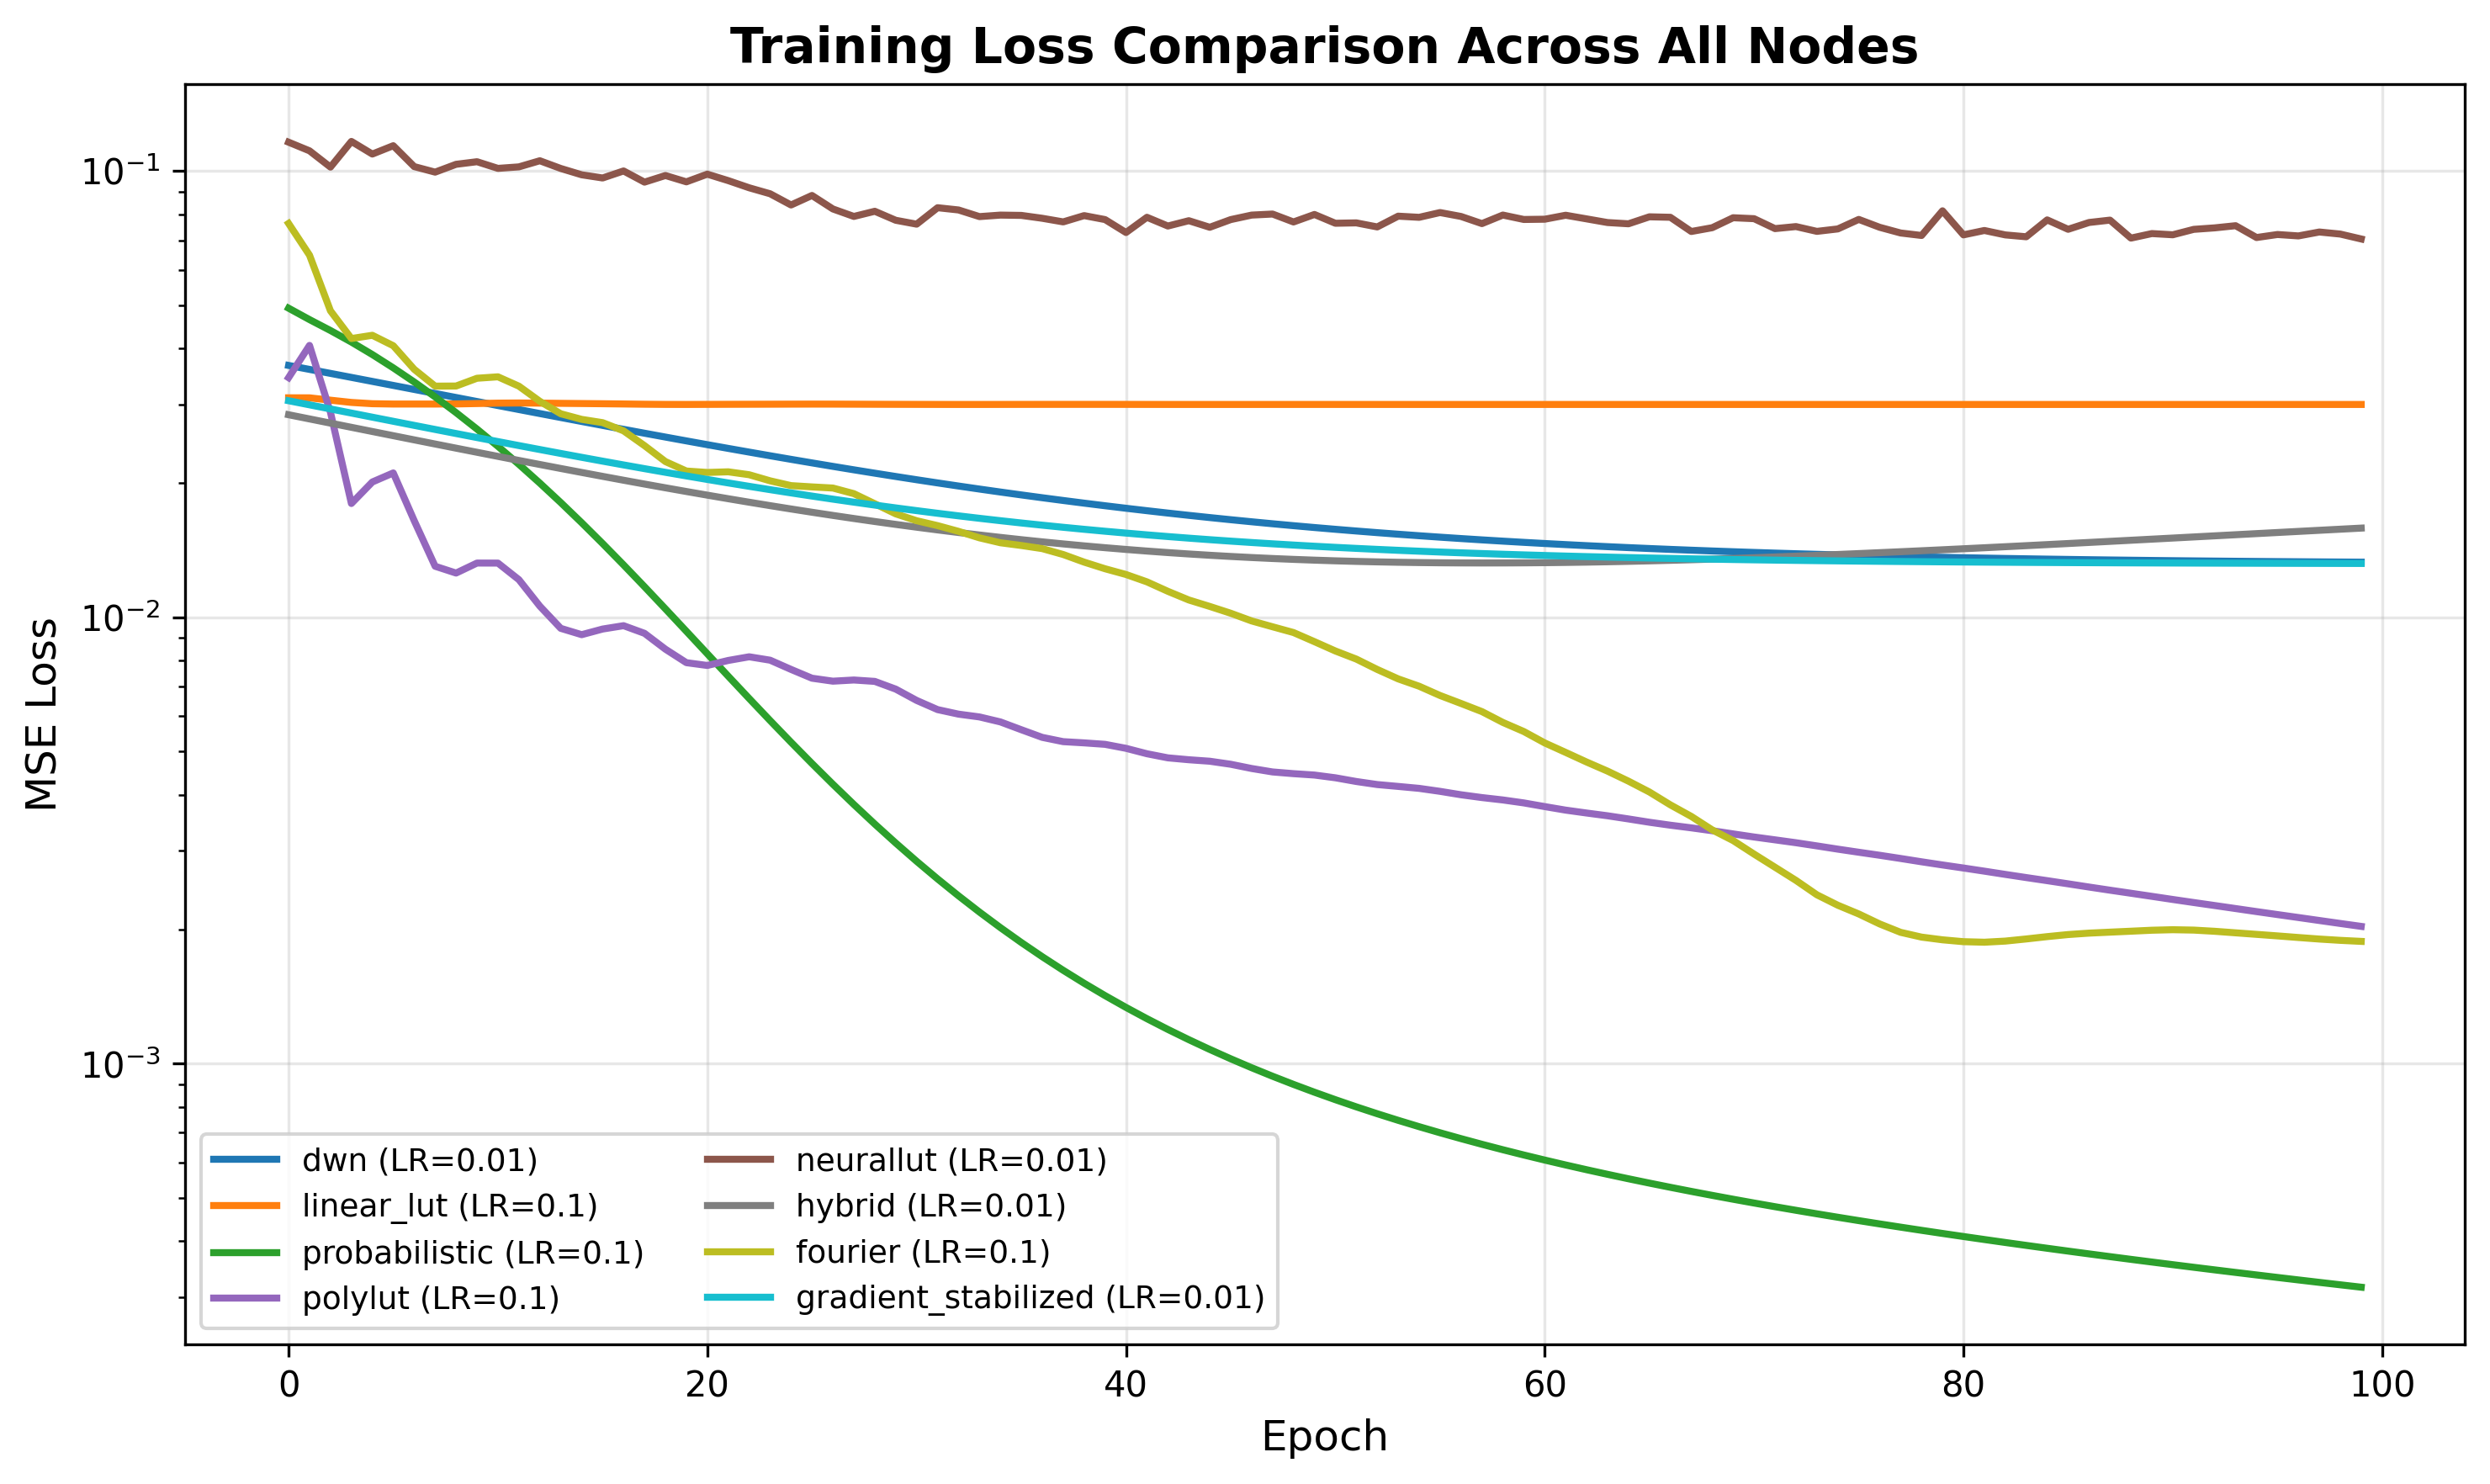 Training Loss Comparison Across All Nodes
MSE Loss
10⁻¹
10⁻²
10⁻³
0 20 40 60 80 100
Epoch
dwn (LR=0.01)
linear_lut (LR=0.1)
probabilistic (LR=0.1)
polylut (LR=0.1)
neurallut (LR=0.01)
hybrid (LR=0.01)
fourier (LR=0.1)
gradient_stabilized (LR=0.01)